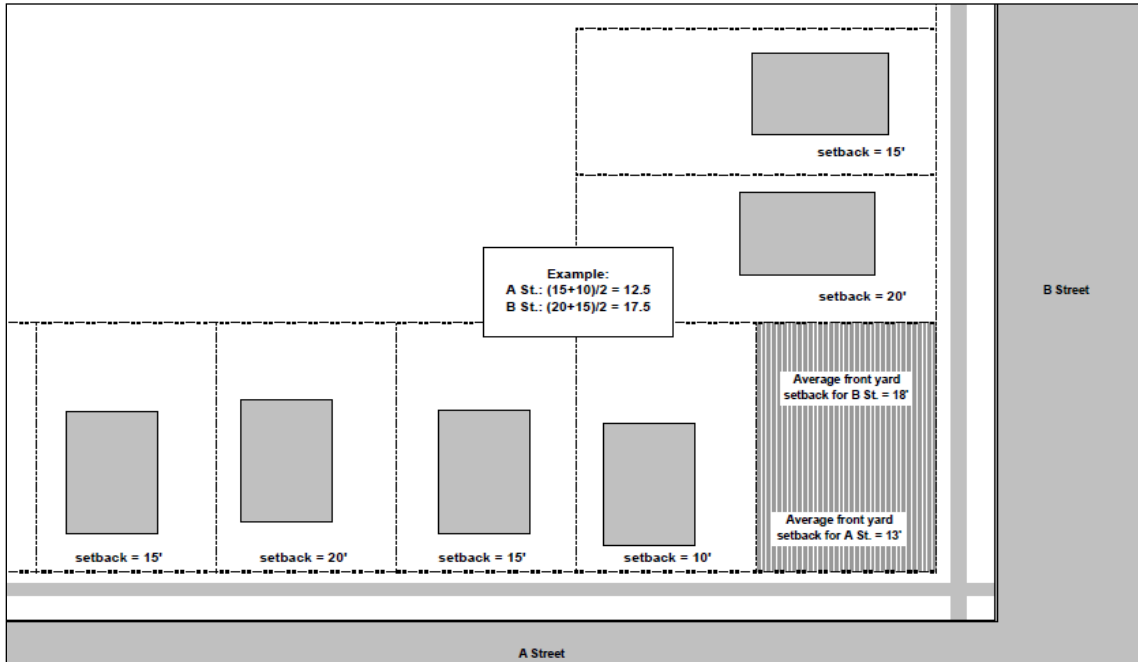 setback = 15'
Example:
A St.: (15+10)/2 = 12.5
B St.: (20+15)/2 = 17.5
setback = 20'
B Street
Average front yard
setback for B St. = 18'
Average front yard
setback for A St. = 13'
setback = 15'
setback = 20'
setback = 15'
setback = 10'
A Street